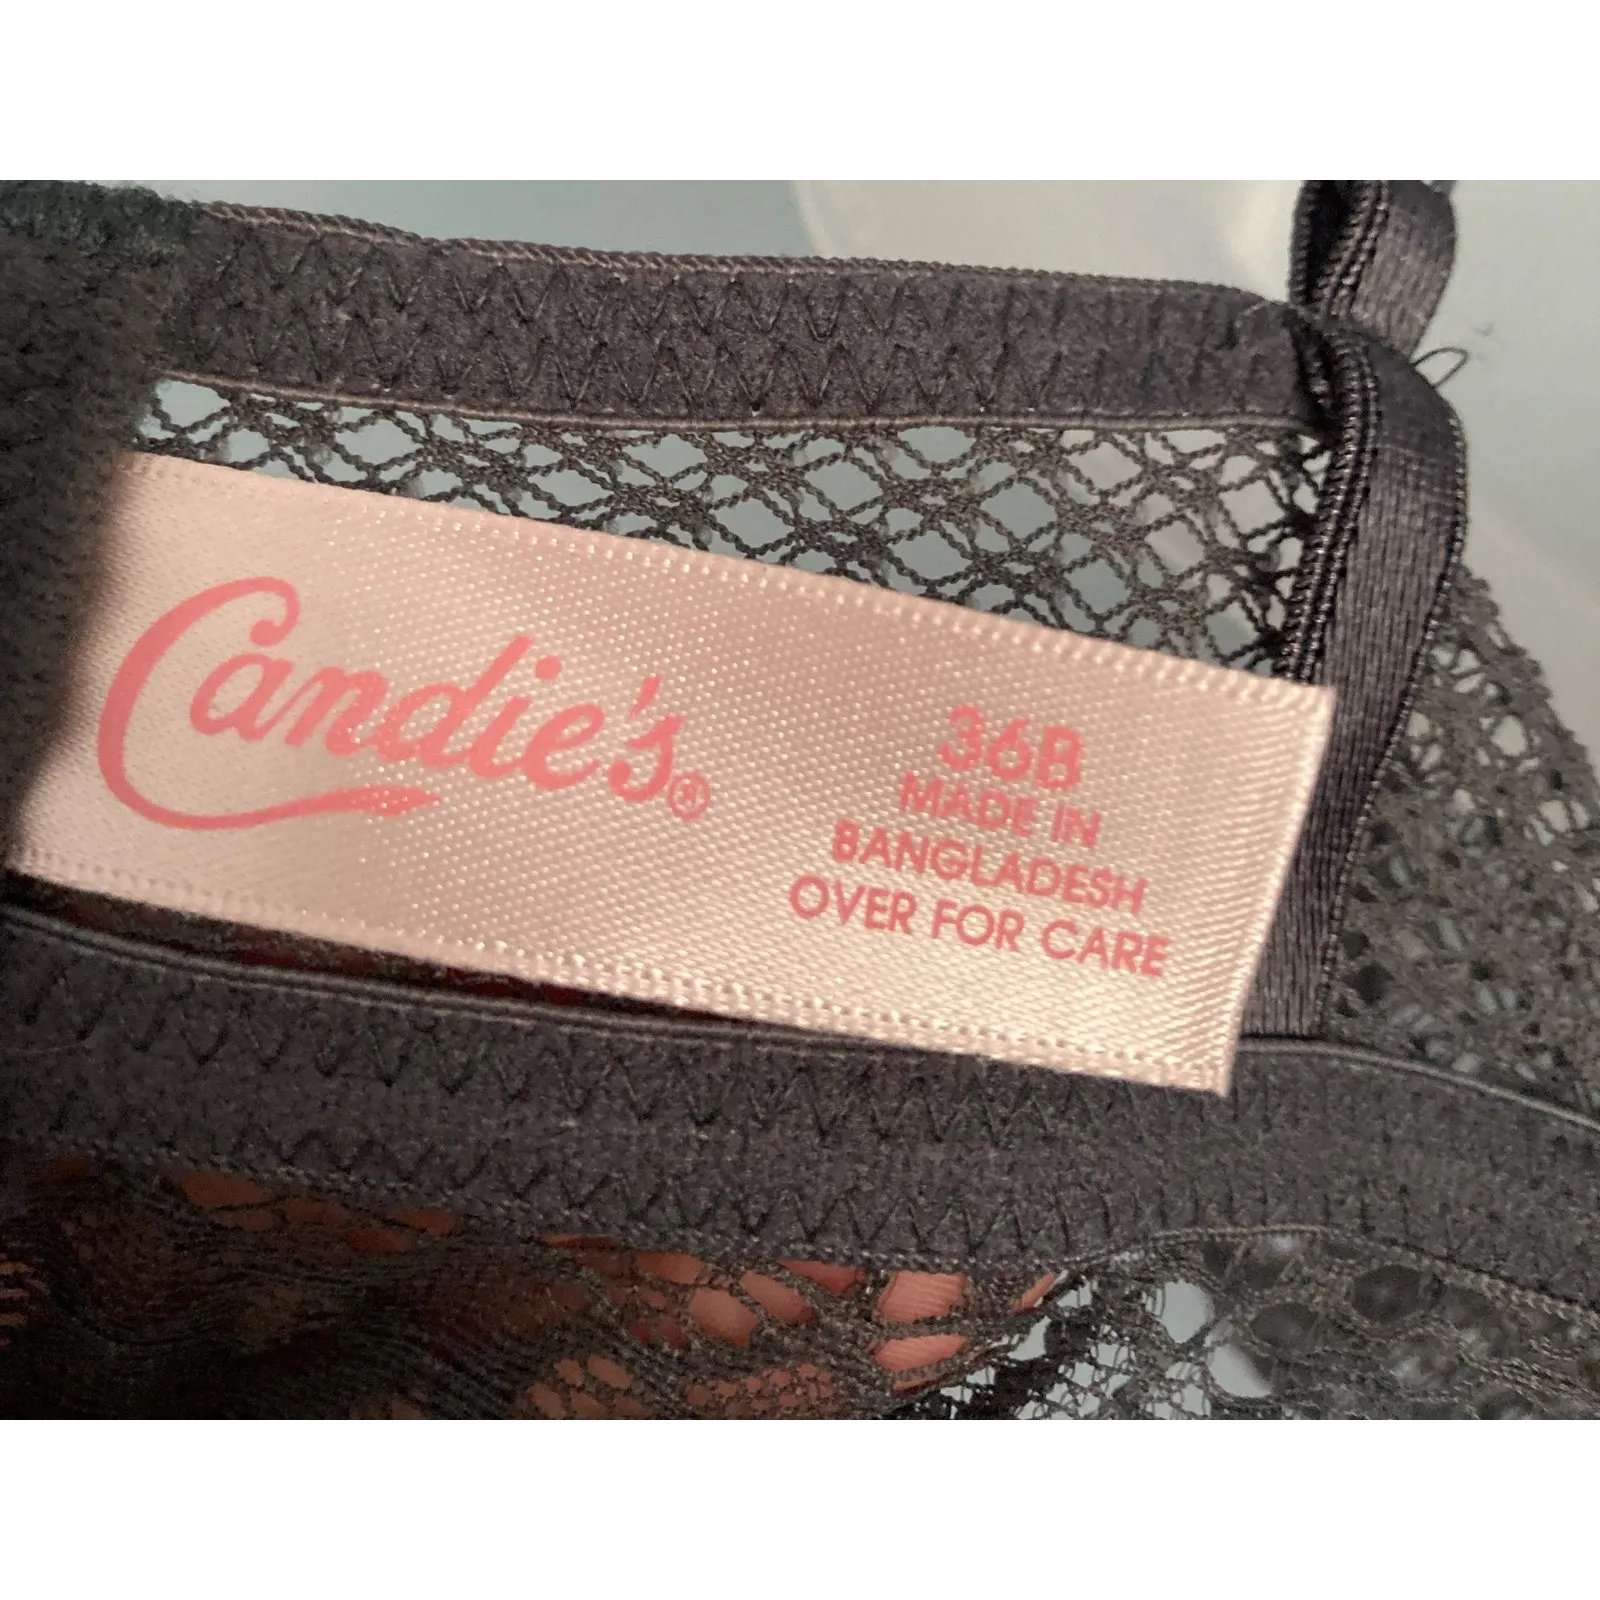 Candie's®
36B
MADE IN
BANGLADESH
OVER FOR CARE